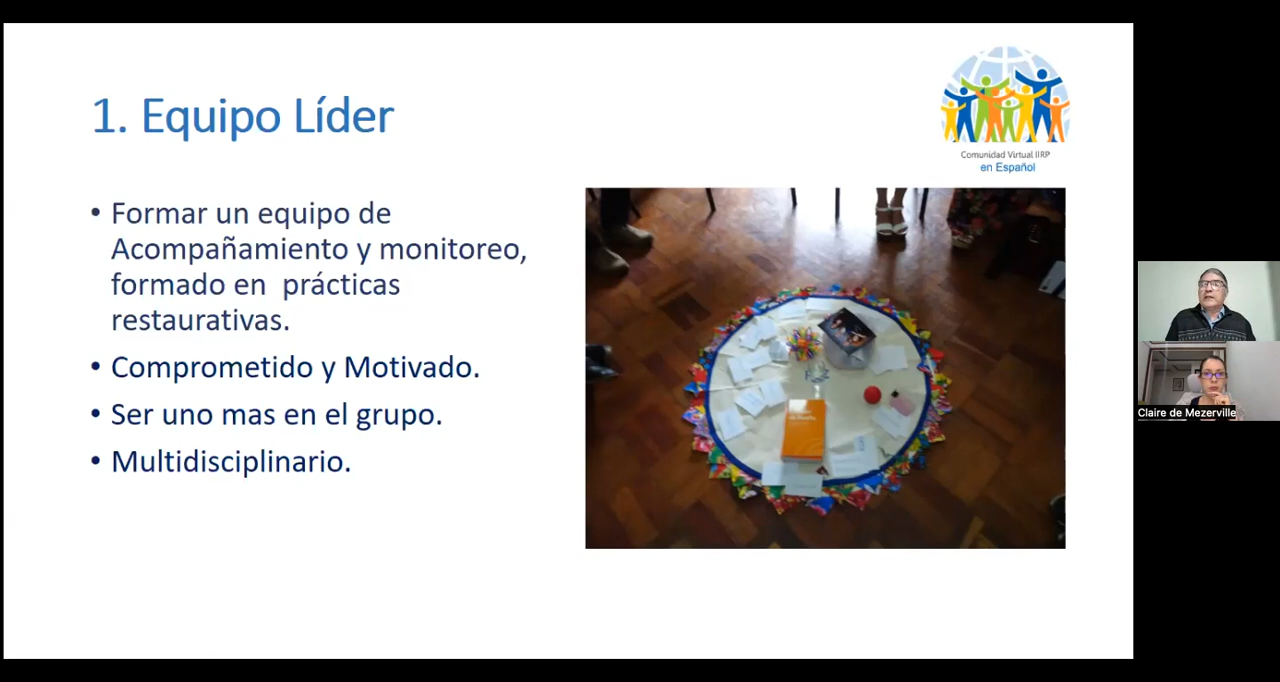 1. Equipo Líder
Comunidad Virtual IIRP
en Español
• Formar un equipo de
Acompañamiento y monitoreo,
formado en prácticas
restaurativas.
• Comprometido y Motivado.
• Ser uno mas en el grupo.
• Multidisciplinario.
Claire de Mezerville